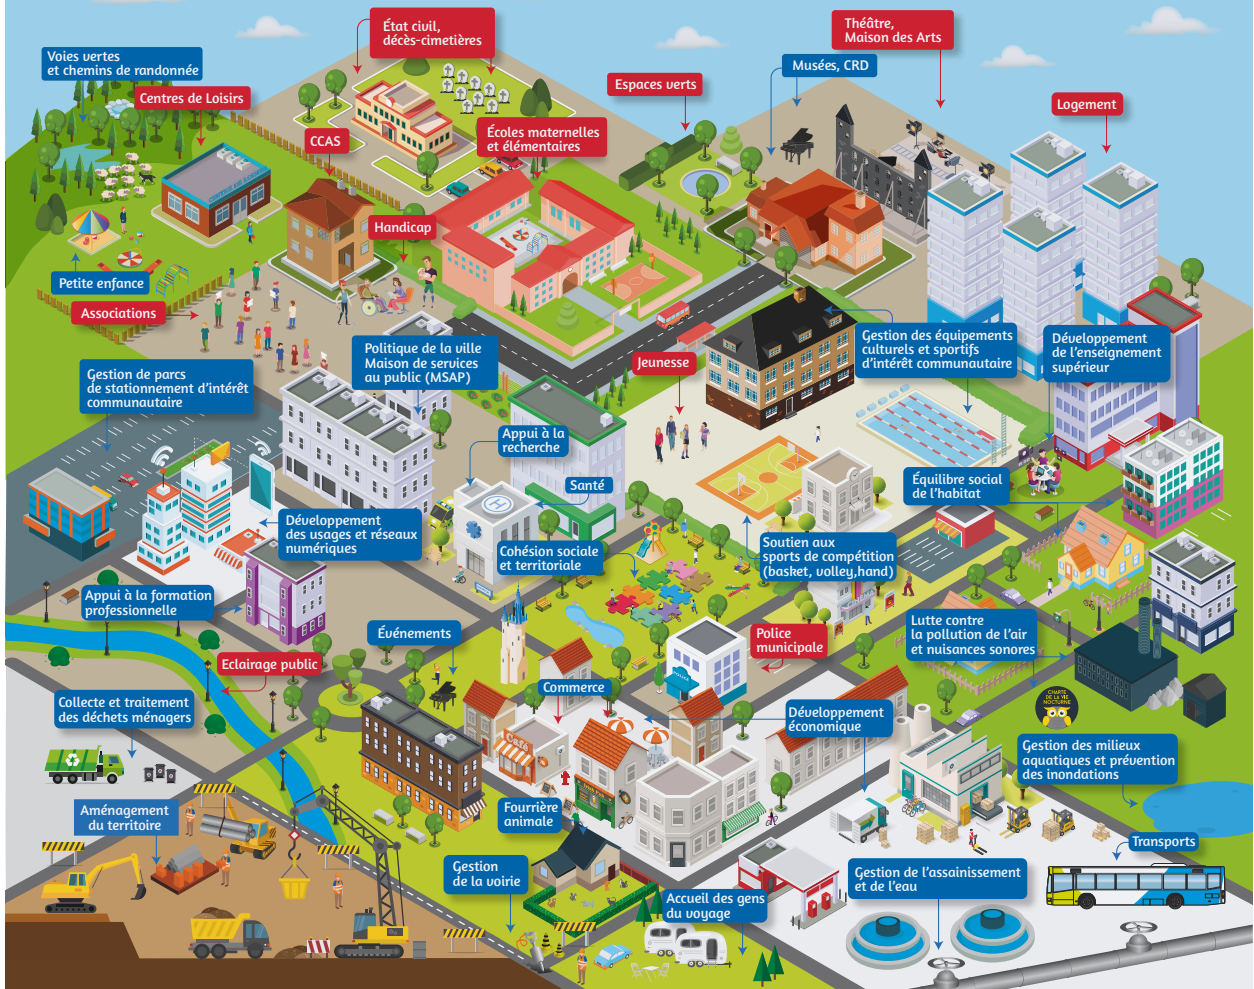 État civil,
décès-cimetières
Théâtre,
Maison des Arts
Voies vertes
et chemins de randonnée
Musées, CRD
Centres de Loisirs
Espaces verts
Logement
CCAS
Écoles maternelles
et élémentaires
Handicap
Petite enfance
Associations
Politique de la ville
Maison de services
au public (MSAP)
Gestion des équipements
culturels et sportifs
d'intérêt communautaire
Développement
de l'enseignement
supérieur
Jeunesse
Gestion de parcs
de stationnement d'intérêt
communautaire
Appui à la
recherche
Santé
Équilibre social
de l'habitat
Développement
des usages et réseaux
numériques
Cohésion sociale
et territoriale
Soutien aux
sports de compétition
(basket, volley,hand)
Appui à la formation
professionnelle
Événements
Police
municipale
Lutte contre
la pollution de l'air
et nuisances sonores
Eclairage public
POLICE
Commerce
CHARTE
DE LA VIE
NOCTURNE
Collecte et traitement
des déchets ménagers
Développement
économique
Café
Gestion des milieux
aquatiques et prévention
des inondations
Aménagement
du territoire
Fourrière
animale
Transports
Gestion
de la voirie
Gestion de l'assainissement
et de l'eau
Accueil des gens
du voyage